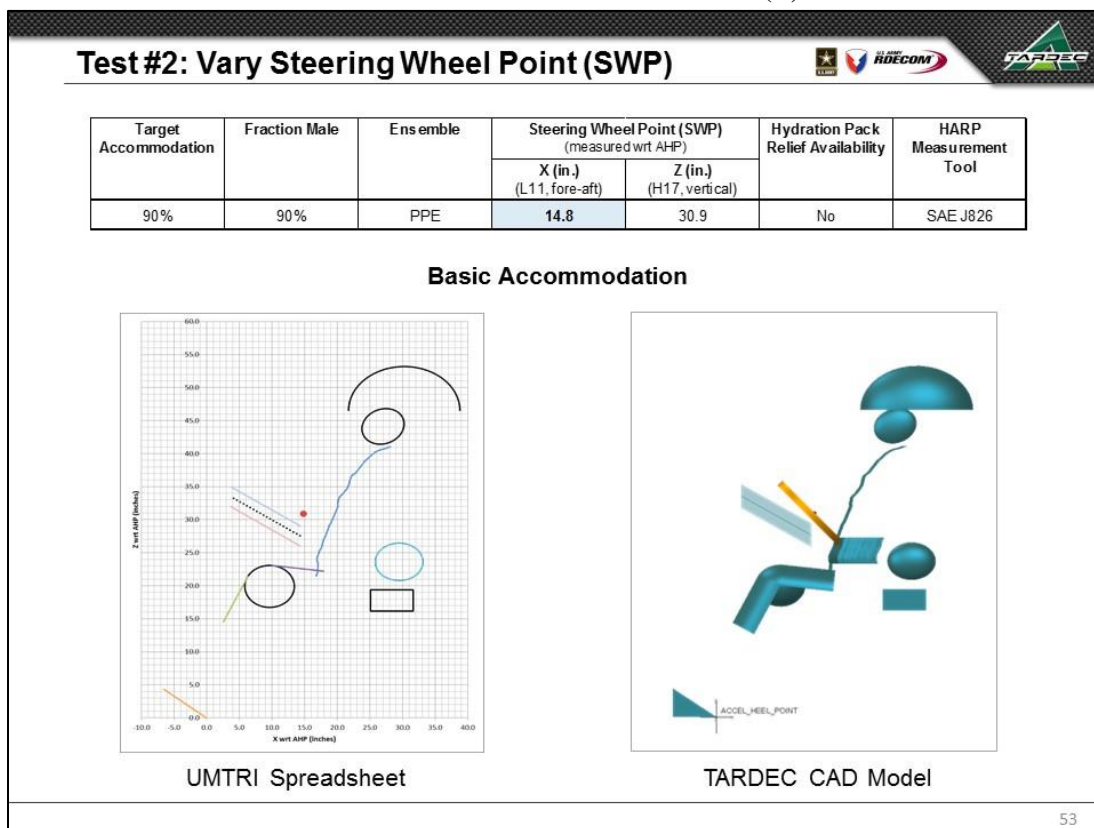 Test #2: Vary Steering Wheel Point (SWP)
U.S. ARMY
U.S. ARMY
RDECOM
TARDEC
Target Accommodation
Fraction Male
Ensemble
Steering Wheel Point (SWP)
(measured wrt AHP)
Hydration Pack Relief Availability
HARP Measurement Tool
X (in.)
(L11, fore-aft)
Z (in.)
(H17, vertical)
90%
90%
PPE
14.8
30.9
No
SAE J826
Basic Accommodation
60.0
55.0
50.0
45.0
40.0
35.0
30.0
25.0
20.0
15.0
10.0
5.0
0.0
Z wrt AHP (inches)
-10.0 -5.0 0.0 5.0 10.0 15.0 20.0 25.0 30.0 35.0 40.0
X wrt AHP (inches)
ACCEL_HEEL_POINT
UMTRI Spreadsheet
TARDEC CAD Model
53